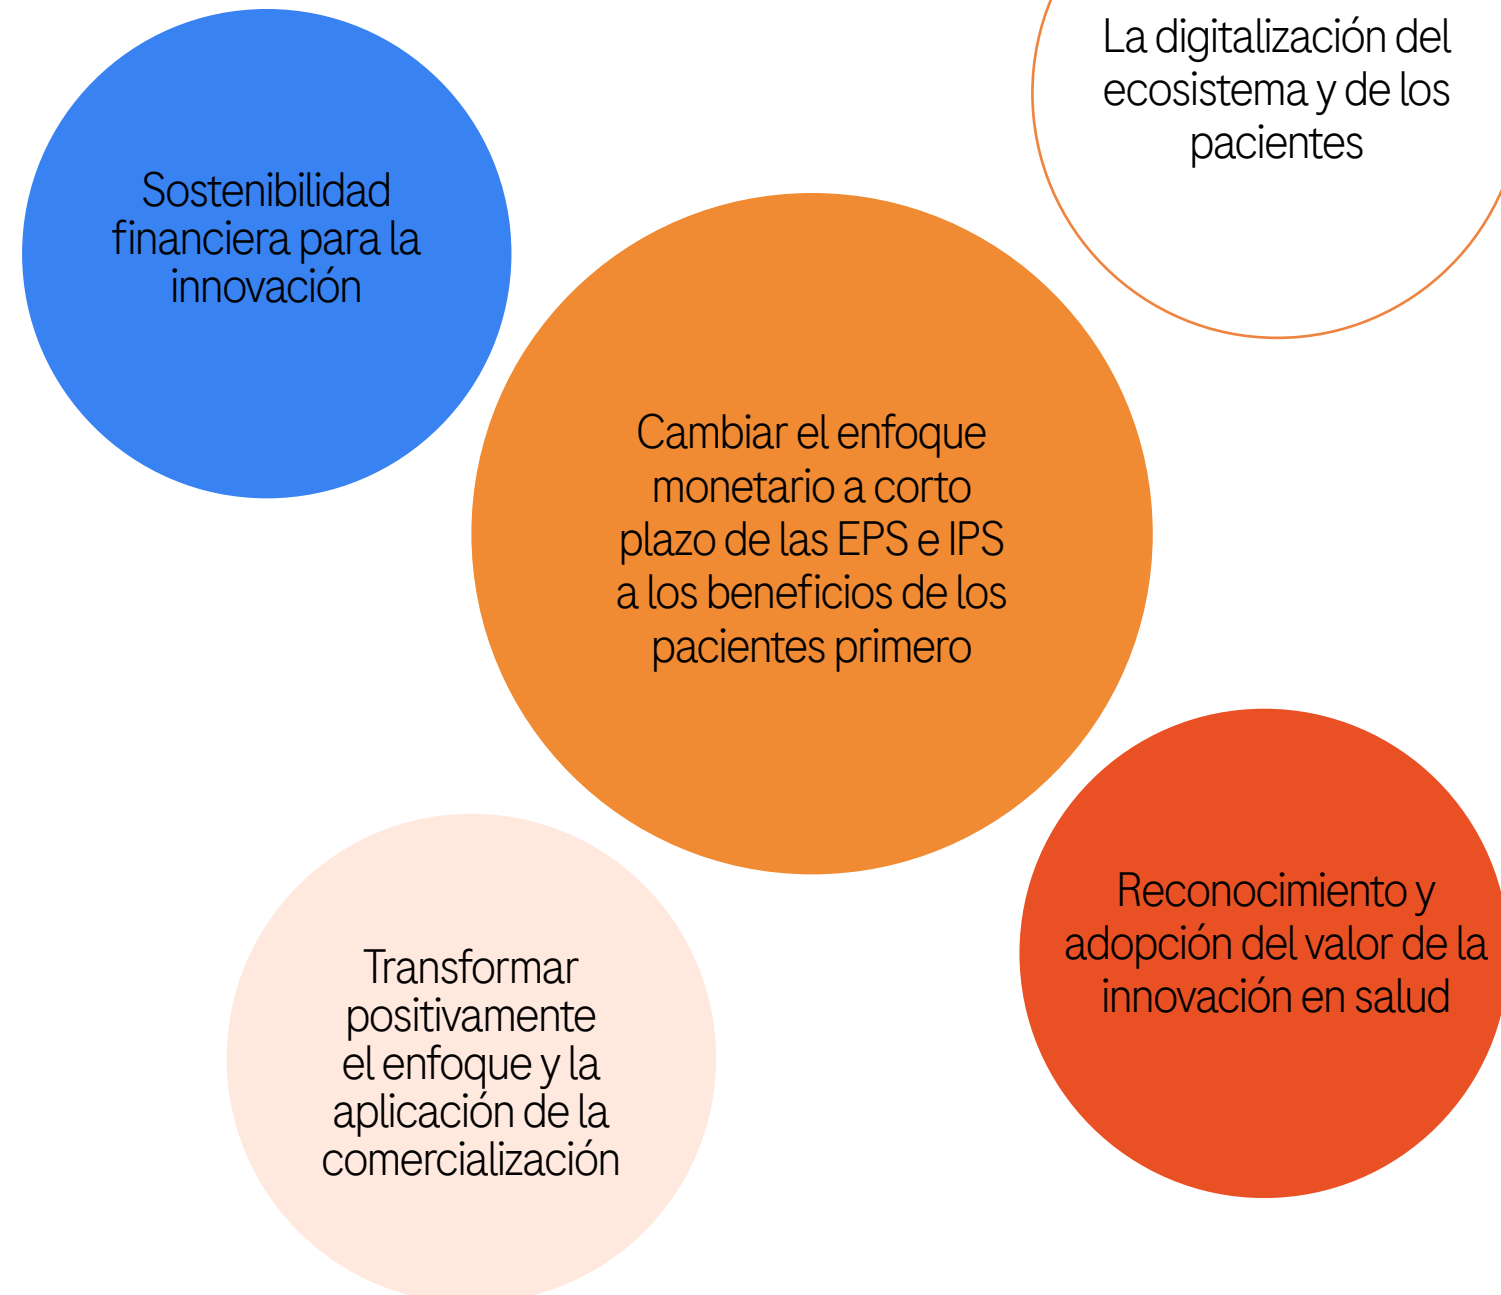 La digitalización del
ecosistema y de los
pacientes
Sostenibilidad
financiera para la
innovación
Cambiar el enfoque
monetario a corto
plazo de las EPS e IPS
a los beneficios de los
pacientes primero
Reconocimiento y
adopción del valor de la
innovación en salud
Transformar
positivamente
el enfoque y la
aplicación de la
comercialización